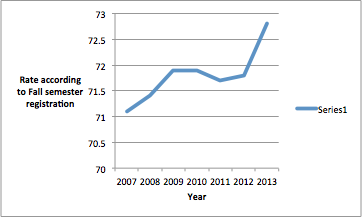 73
72.5
72
71.5
71
70.5
70
Rate according
to Fall semester
registration
2007 2008 2009 2010 2011 2012 2013
Year
Series1